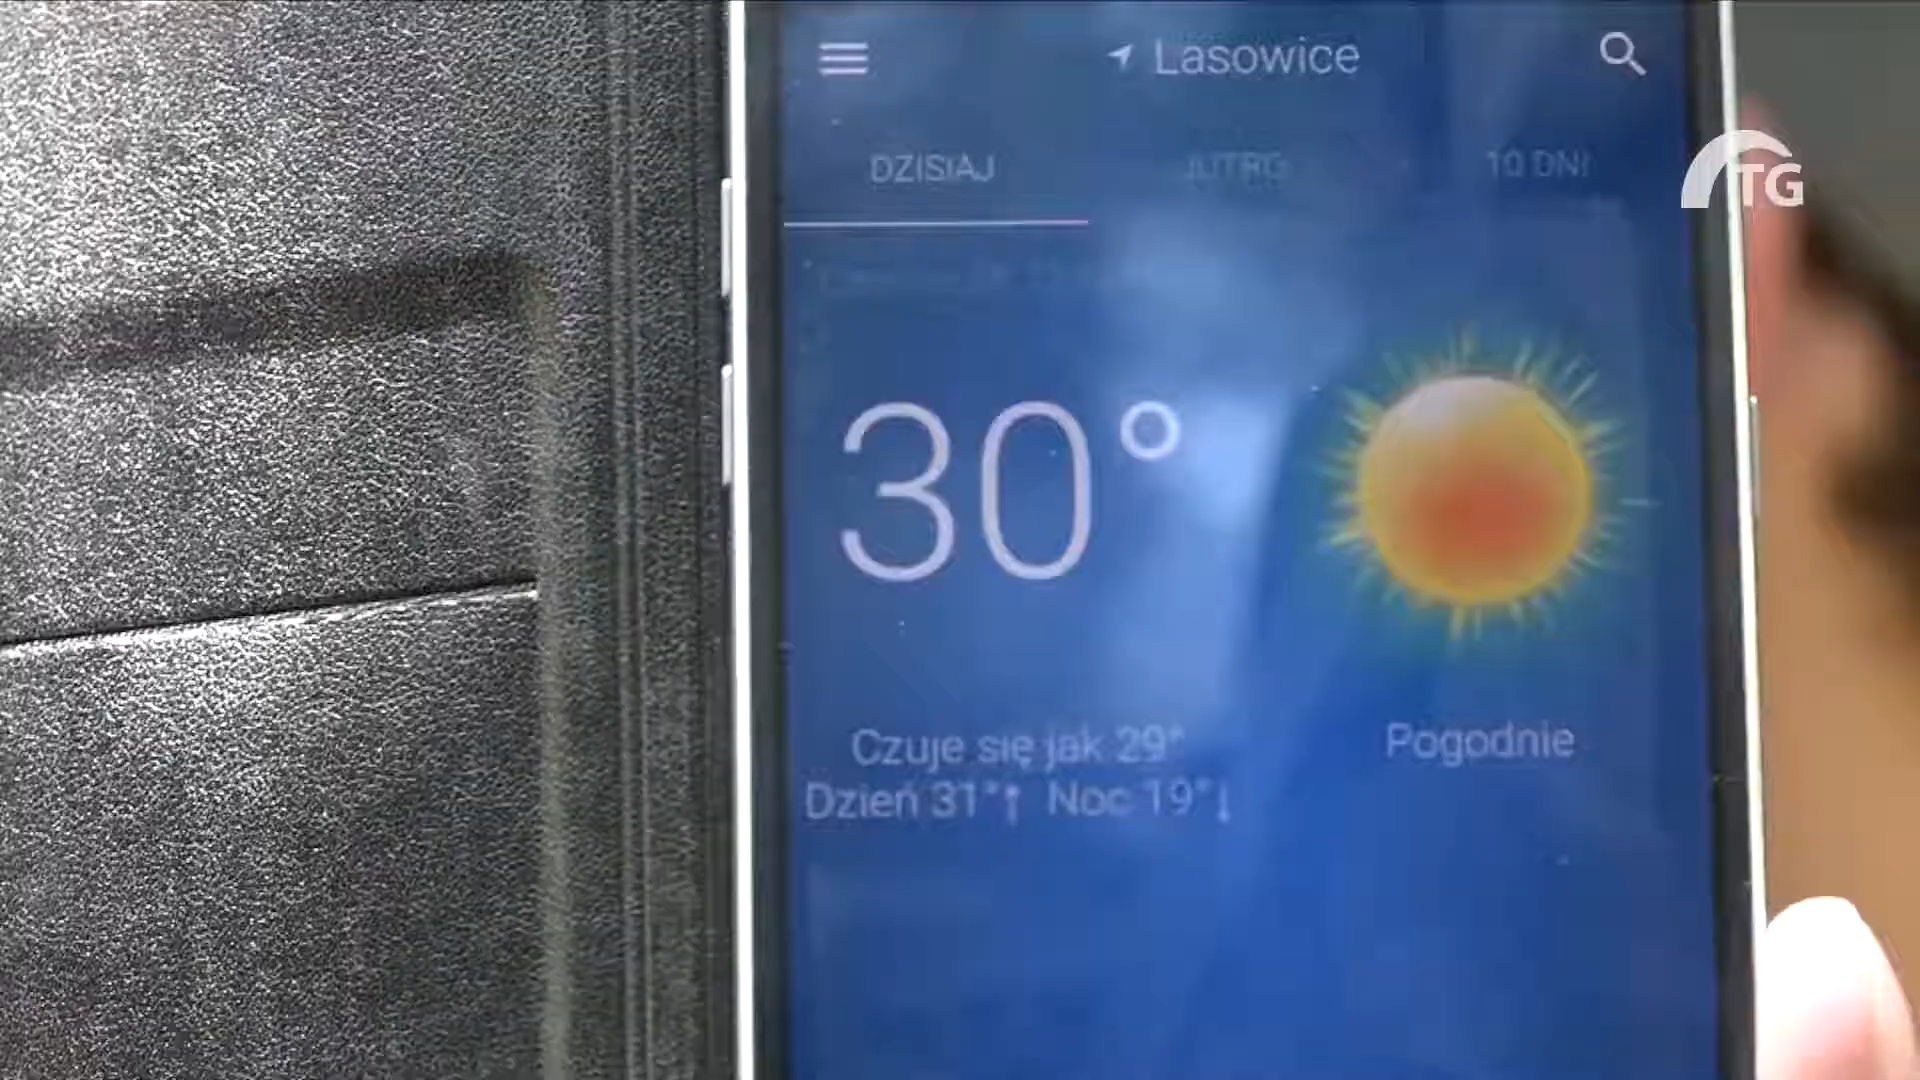 Lasowice
DZISIAJ JUTRO 10 DNI
TG
30°
Czuje się jak 29°
Pogodnie
Dzień 31°↑ Noc 19°↓